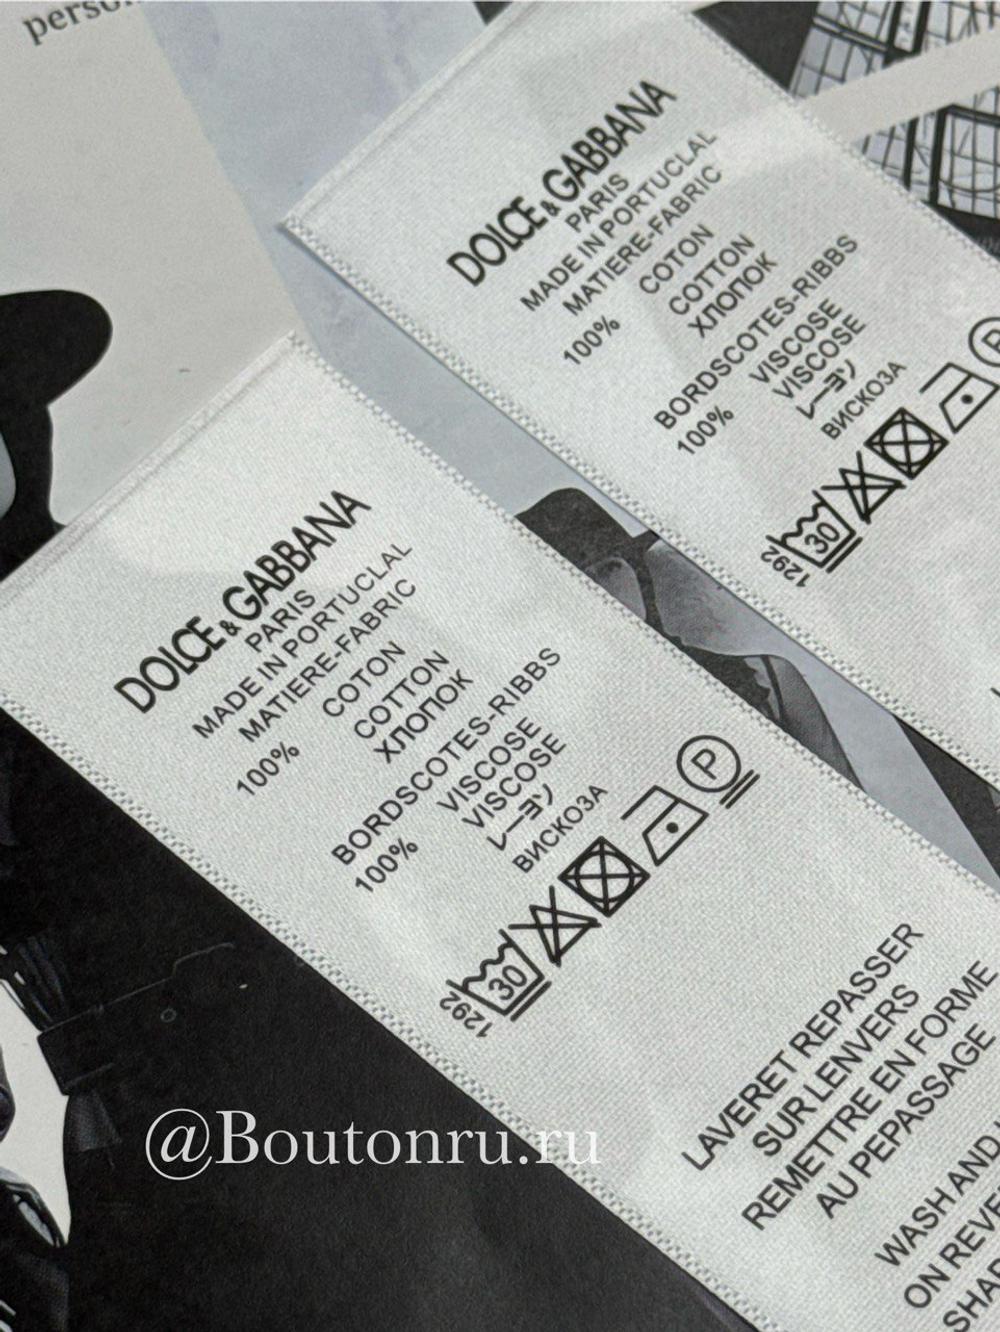 DOLCE & GABBANA
PARIS
MADE IN PORTUCLAL
MATIERE-FABRIC
100% COTON
COTTON
ХЛОПОК
BORDSCOTES-RIBBS
100% VISCOSE
VISCOSE
レーヨン
ВИСКОЗА
30
P
1292
DOLCE & GABBANA
PARIS
MADE IN PORTUCLAL
MATIERE-FABRIC
100% COTON
COTTON
ХЛОПОК
BORDSCOTES-RIBBS
100% VISCOSE
VISCOSE
レーヨン
ВИСКОЗА
30
P
1292
LAVERET REPASSER
SUR LENVERS
REMETTRE EN FORME
AU PEPASSAGE
WASH AND
@Boutonru.ru